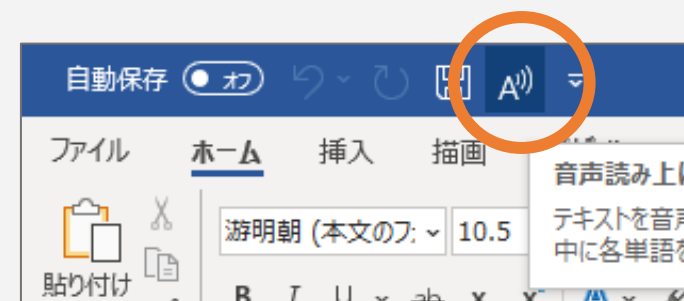 自動保存 オフ A
ファイル ホーム 挿入 描画
音声読み上
テキストを音
中に各単語を
游明朝 (本文のフ 10.5
貼り付け
B I U ab x x A